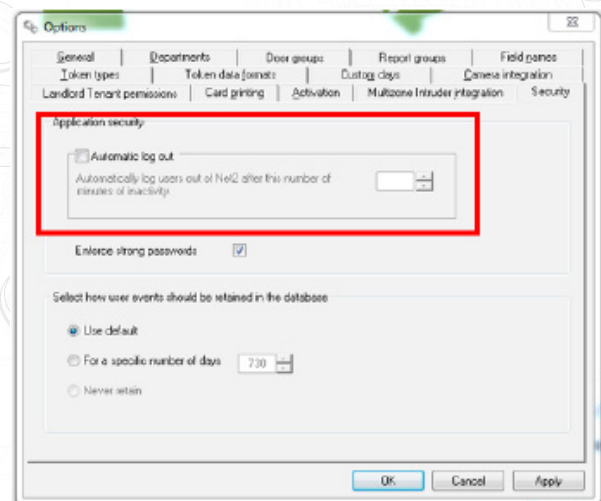 Options
General Departments Door groups Report groups Field names
Token types Token data formats Custom days Camera integration
Landlord Tenant permissions Card printing Activation Multizone Intruder integration Security
Application security
Automatic log out
Automatically log users out of Net2 after this number of
minutes of inactivity.
Enforce strong passwords
Select how user events should be retained in the database
Use default
For a specific number of days 730
Never retain
OK Cancel Apply